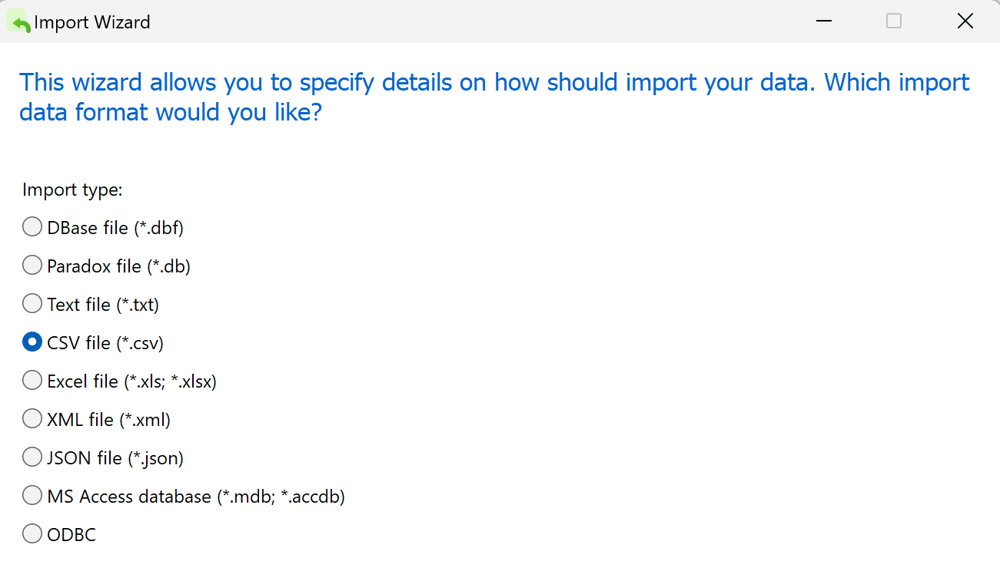 Import Wizard
This wizard allows you to specify details on how should import your data. Which import
data format would you like?
Import type:
DBase file (*.dbf)
Paradox file (*.db)
Text file (*.txt)
CSV file (*.csv)
Excel file (*.xls; *.xlsx)
XML file (*.xml)
JSON file (*.json)
MS Access database (*.mdb; *.accdb)
ODBC